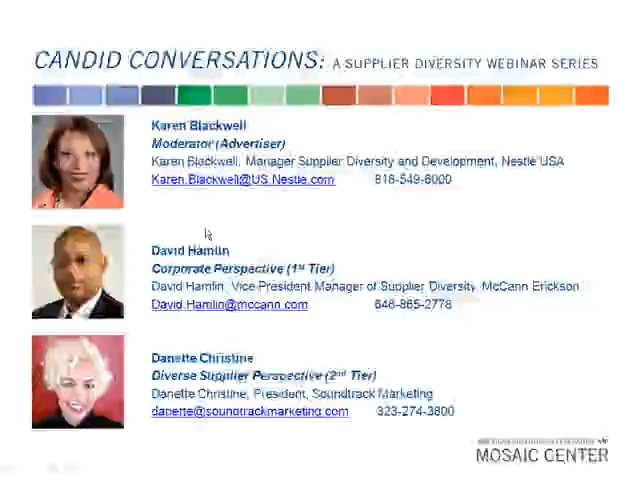 CANDID CONVERSATIONS: A SUPPLIER DIVERSITY WEBINAR SERIES
Karen Blackwell
Moderator (Advertiser)
Karen Blackwell, Manager Supplier Diversity and Development, Nestle USA
Karen.Blackwell@US.Nestle.com 818-549-6000
David Hamlin
Corporate Perspective (1st Tier)
David Hamlin, Vice President Manager of Supplier Diversity, McCann Erickson
David.Hamlin@mccann.com 646-865-2778
Danette Christine
Diverse Supplier Perspective (2nd Tier)
Danette Christine, President, Soundtrack Marketing
danette@soundtrackmarketing.com 323-274-3800
MOSAIC CENTER